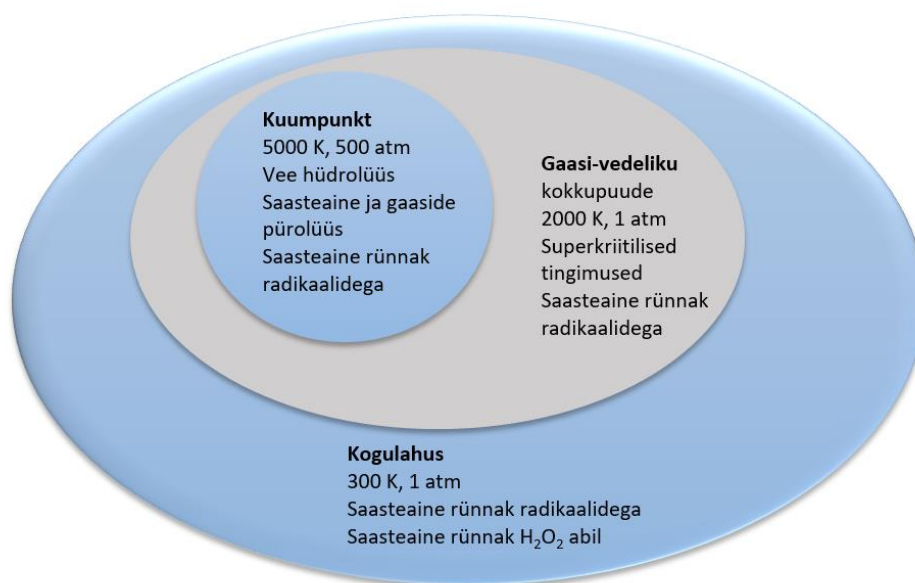 Kuumpunkt
5000 K, 500 atm
Vee hüdrolüüs
Saasteaine ja gaaside
pürolüüs
Saasteaine rünnak
radikaalidega
Gaasi-vedeliku
kokkupuude
2000 K, 1 atm
Superkriitilised
tingimused
Saasteaine rünnak
radikaalidega
Kogulahus
300 K, 1 atm
Saasteaine rünnak radikaalidega
Saasteaine rünnak H₂O₂ abil